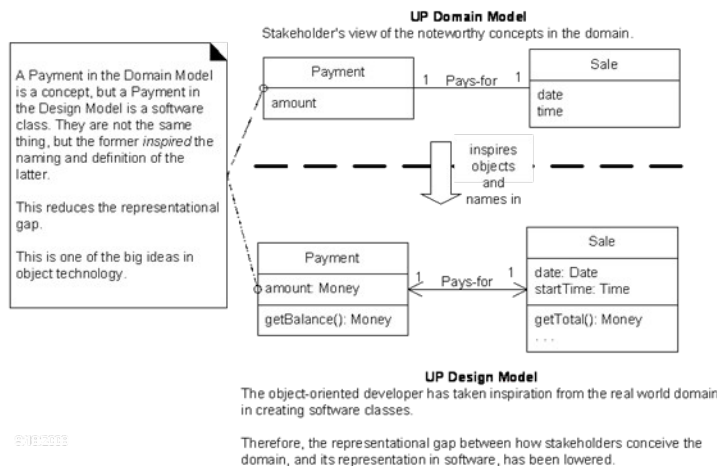 UP Domain Model
Stakeholder's view of the noteworthy concepts in the domain.
A Payment in the Domain Model
is a concept, but a Payment in
the Design Model is a software
class. They are not the same
thing, but the former inspired the
naming and definition of the
latter.
This reduces the representational
gap.
This is one of the big ideas in
object technology.
Payment
amount
1 Pays-for 1
Sale
date
time
inspires
objects
and
names in
Payment
amount: Money
getBalance(): Money
1 Pays-for 1
Sale
date: Date
startTime: Time
getTotal(): Money
. . .
UP Design Model
The object-oriented developer has taken inspiration from the real world domain
in creating software classes.
Therefore, the representational gap between how stakeholders conceive the
domain, and its representation in software, has been lowered.